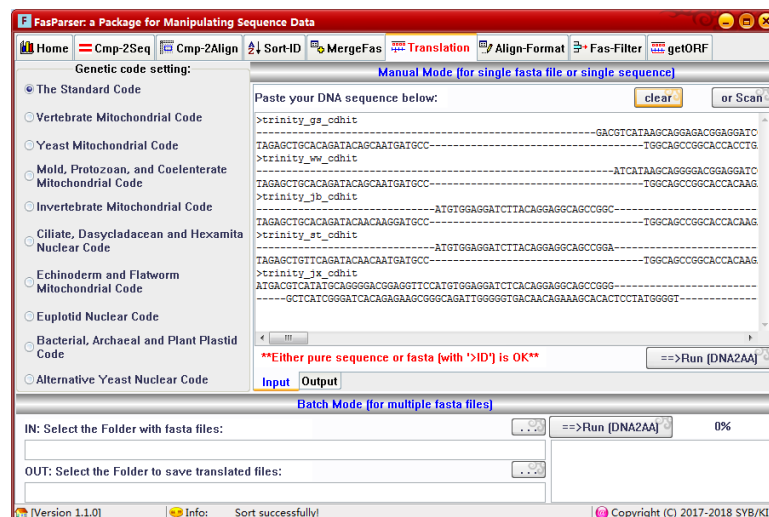 FasParser: a Package for Manipulating Sequence Data
Home Cmp-2Seq Cmp-2Align Sort-ID MergeFas Translation Align-Format Fas-Filter getORF
Genetic code setting:
The Standard Code
Vertebrate Mitochondrial Code
Yeast Mitochondrial Code
Mold, Protozoan, and Coelenterate
Mitochondrial Code
Invertebrate Mitochondrial Code
Ciliate, Dasycladacean and Hexamita
Nuclear Code
Echinoderm and Flatworm
Mitochondrial Code
Euplotid Nuclear Code
Bacterial, Archaeal and Plant Plastid
Code
Alternative Yeast Nuclear Code
Manual Mode (for single fasta file or single sequence)
Paste your DNA sequence below: clear or Scan
>trinity_gs_cdhit
----------------------------------------------------------GACGTCATAAGCAGGAGACGGAGGATC
TAGAGCTGCACAGATACAGCAATGATGCC-------------------------------------TGGCAGCCGGCACCACCTGA
>trinity_ww_cdhit
-------------------------------------------------------------ATCATAAGCAGGGGACGGAGGATC
TAGAGCTGCACAGATACAGCAATGATGCC-------------------------------------TGGCAGCCGGCACCACAAG
>trinity_jb_cdhit
------------------------------ATGTGGAGGATCTTACAGGAGGCAGCCGGC------------------------
TAGAGCTGCACAGATACAACAAGGATGCC-------------------------------------TGGCAGCCGGCACCACAAG
>trinity_st_cdhit
------------------------------ATGTGGAGGATCTTACAGGAGGCAGCCGGA------------------------
TAGAGCTGTTCAGATACAACAATGATGCC-------------------------------------TGGCAGCCGGCACCACAAG
>trinity_jx_cdhit
ATGACGTCATATGCAGGGGACGGAGGTTCCATGTGGAGGATCTCACAGGAGGCAGCCGGG------------------------
-----GCTCATCGGGATCACAGAGAAGCGGGCAGATTGGGGGTGACAACAGAAAGCACACTCCTATGGGGT-------------
**Either pure sequence or fasta (with '>ID') is OK** ==>Run (DNA2AA)
Input Output
Batch Mode (for multiple fasta files)
IN: Select the Folder with fasta files: ... ==>Run (DNA2AA) 0%
OUT: Select the Folder to save translated files: ...
[Version 1.1.0] Info: Sort successfully! Copyright (C) 2017-2018 SYB/KI